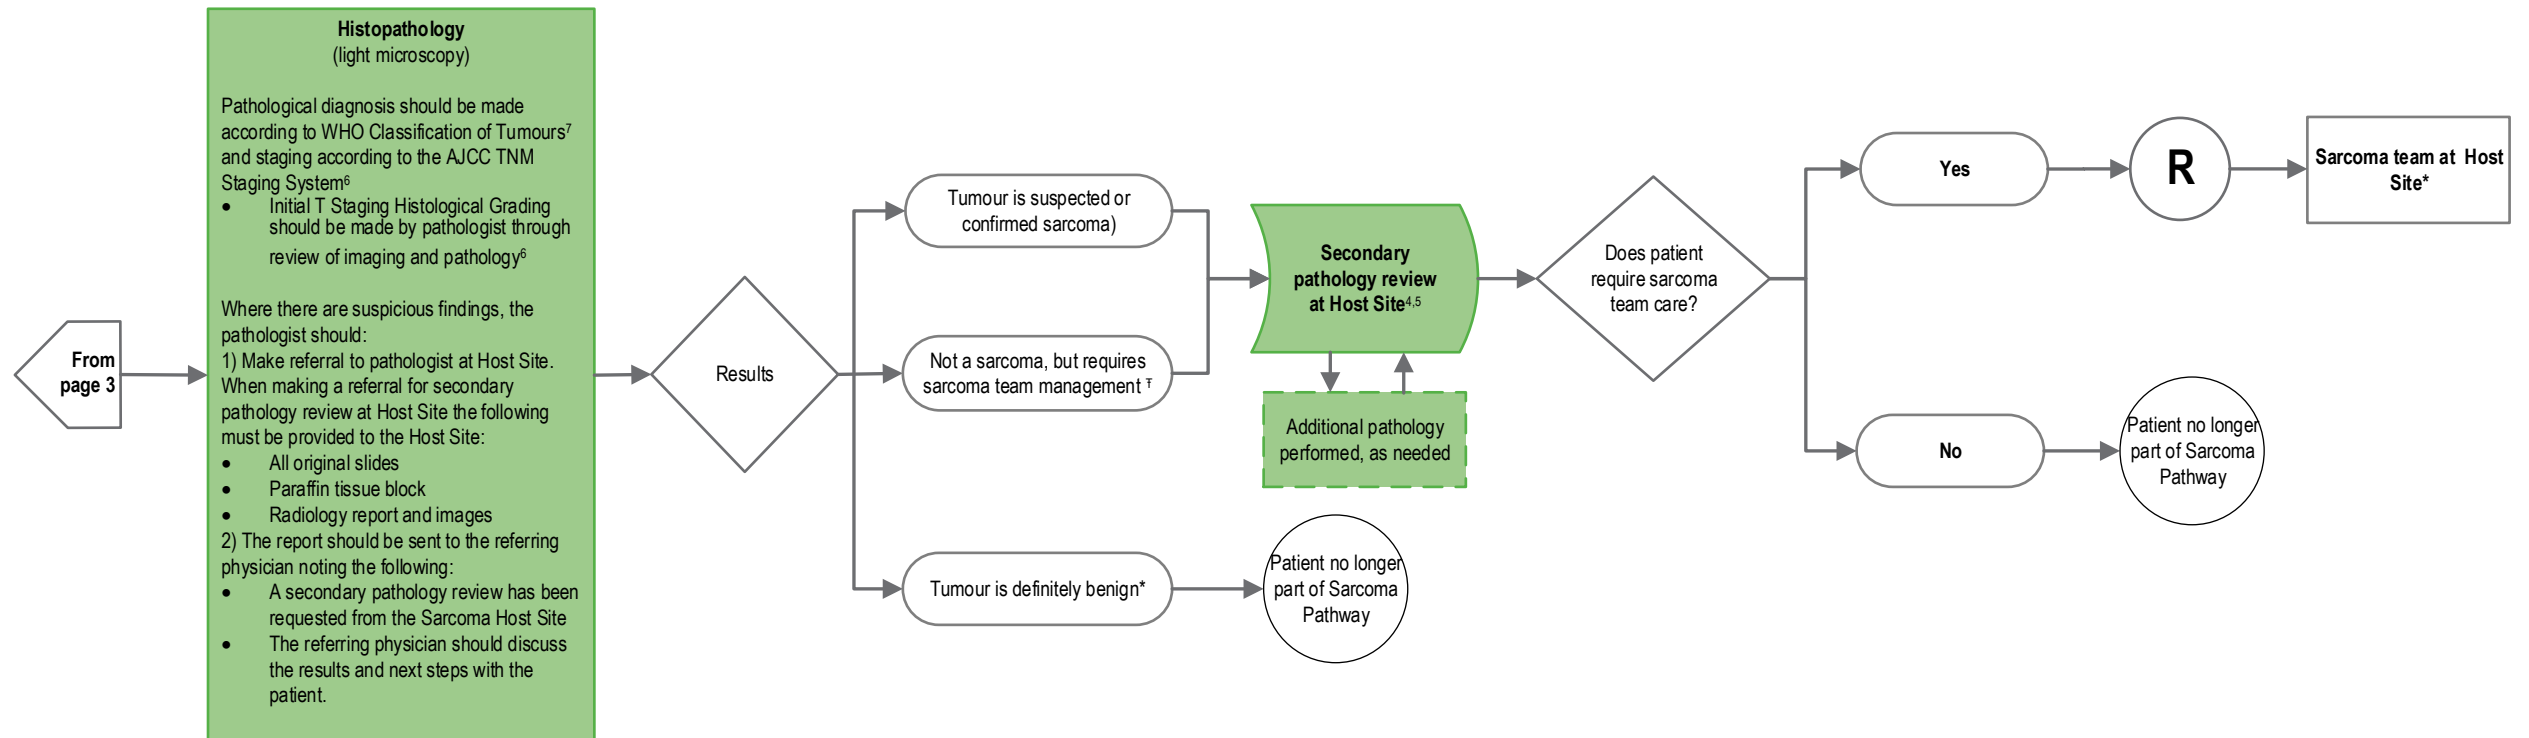 From
page 3
Histopathology
(light microscopy)
Pathological diagnosis should be made
according to WHO Classification of Tumours⁷
and staging according to the AJCC TNM
Staging System⁶
• Initial T Staging Histological Grading
should be made by pathologist through
review of imaging and pathology⁶
Where there are suspicious findings, the
pathologist should:
1) Make referral to pathologist at Host Site.
When making a referral for secondary
pathology review at Host Site the following
must be provided to the Host Site:
• All original slides
• Paraffin tissue block
• Radiology report and images
2) The report should be sent to the referring
physician noting the following:
• A secondary pathology review has been
requested from the Sarcoma Host Site
• The referring physician should discuss
the results and next steps with the
patient.
Results
Tumour is suspected or
confirmed sarcoma)
Not a sarcoma, but requires
sarcoma team management Ŧ
Tumour is definitely benign*
Patient no longer
part of Sarcoma
Pathway
Secondary
pathology review
at Host Site⁴,⁵
Additional pathology
performed, as needed
Does patient
require sarcoma
team care?
Yes
R
Sarcoma team at Host
Site*
No
Patient no longer
part of Sarcoma
Pathway